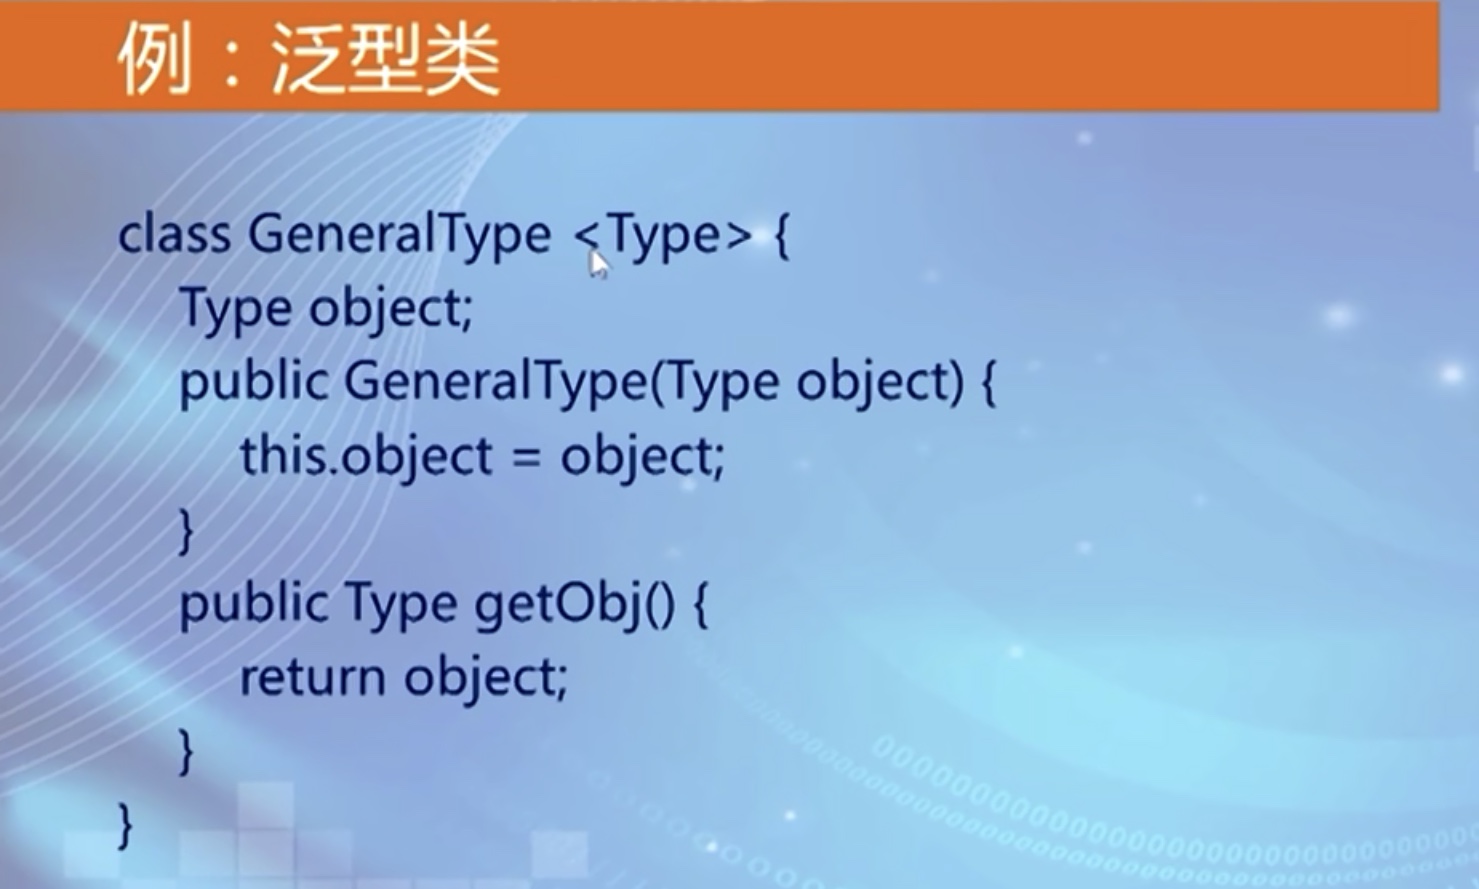 例：泛型类
class GeneralType <Type> {
Type object;
public GeneralType(Type object) {
this.object = object;
}
public Type getObj() {
return object;
}
}